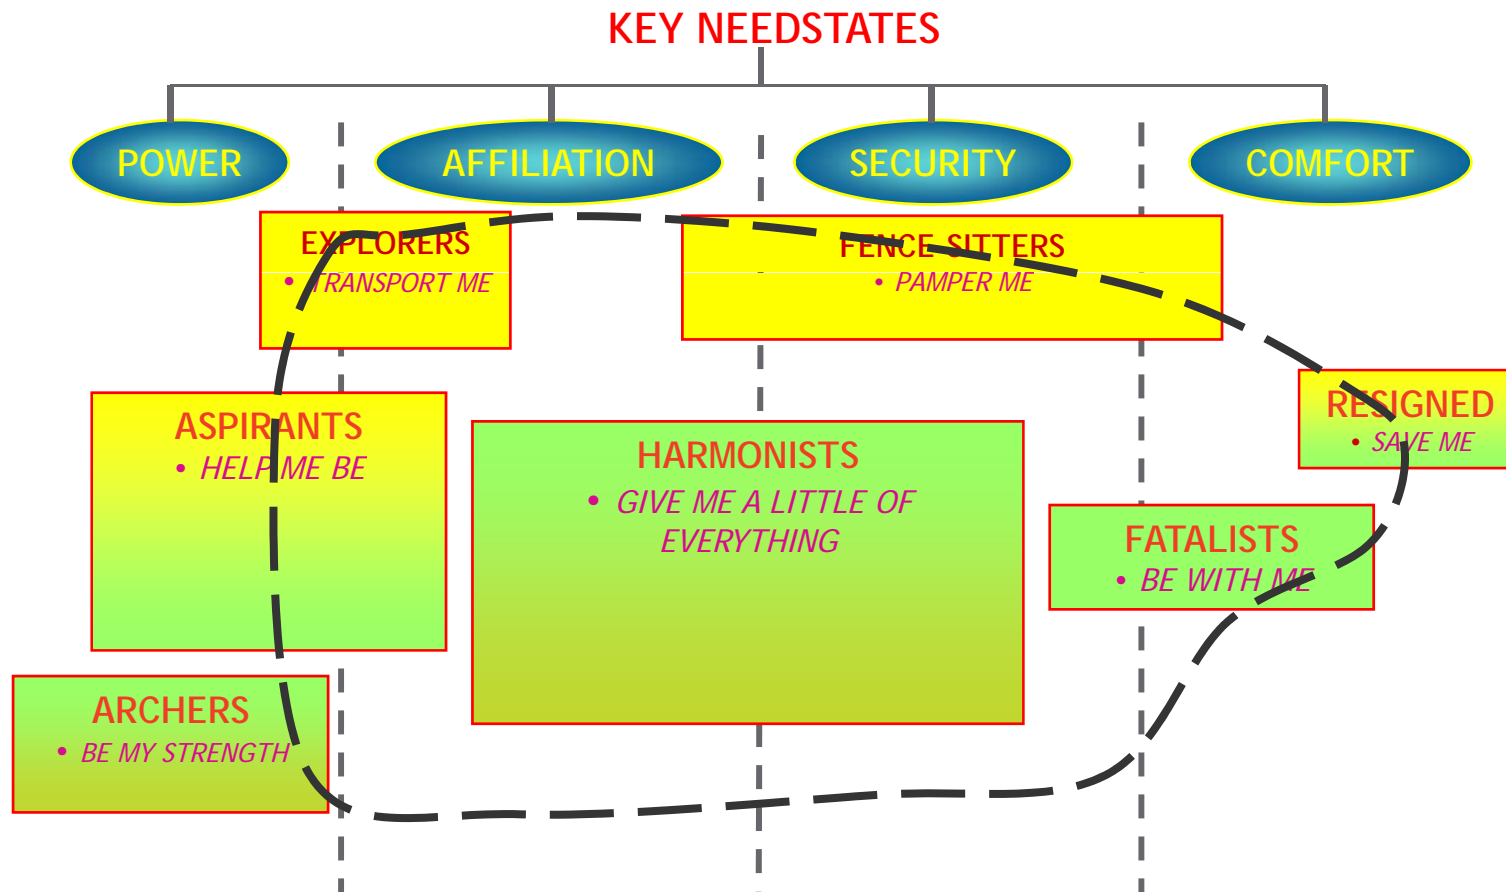 KEY NEEDSTATES
POWER
AFFILIATION
SECURITY
COMFORT
EXPLORERS
• TRANSPORT ME
FENCE SITTERS
• PAMPER ME
ASPIRANTS
• HELP ME BE
HARMONISTS
• GIVE ME A LITTLE OF
EVERYTHING
RESIGNED
• SAVE ME
FATALISTS
• BE WITH ME
ARCHERS
• BE MY STRENGTH